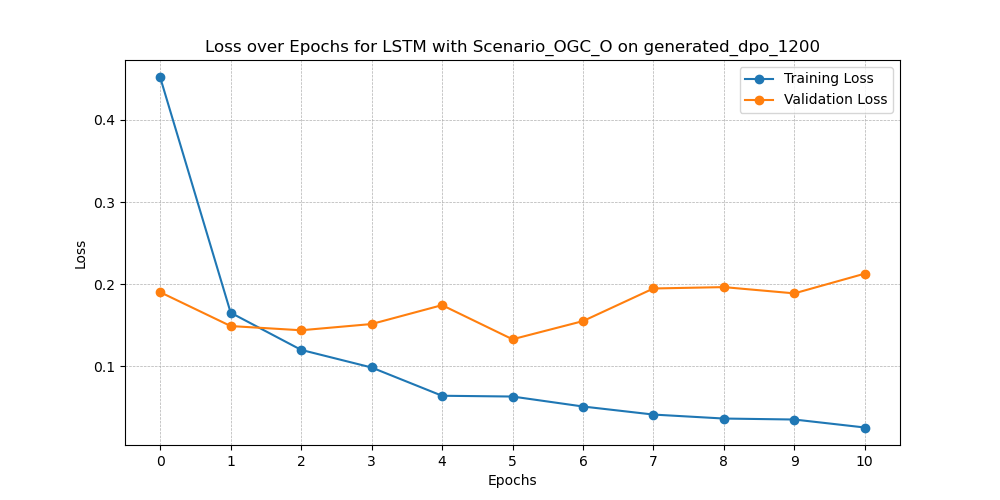 Loss over Epochs for LSTM with Scenario_OGC_O on generated_dpo_1200
Training Loss
Validation Loss
Loss
0.4
0.3
0.2
0.1
0 1 2 3 4 5 6 7 8 9 10
Epochs